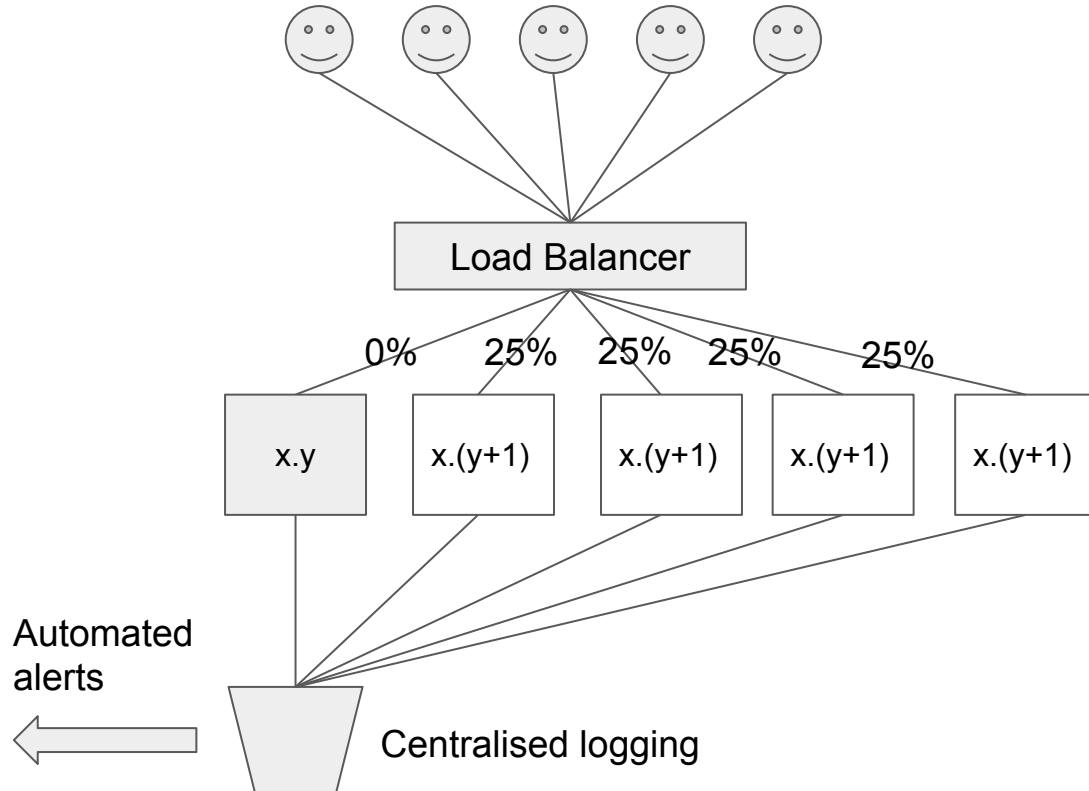 Load Balancer
0% 25% 25% 25% 25%
x.y x.(y+1) x.(y+1) x.(y+1) x.(y+1)
Automated
alerts
Centralised logging